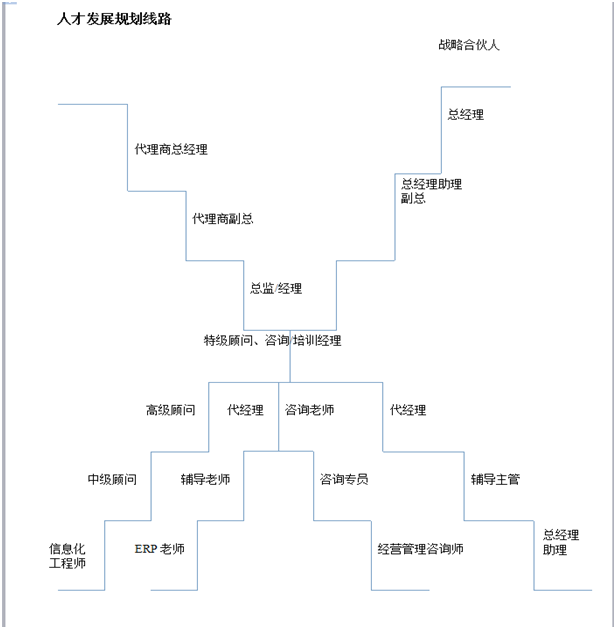 人才发展规划线路
战略合伙人
总经理
代理商总经理
总经理助理
副总
代理商副总
总监/经理
特级顾问、咨询/培训经理
高级顾问
代经理
咨询老师
代经理
中级顾问
辅导老师
咨询专员
辅导主管
信息化
工程师
ERP 老师
经营管理咨询师
总经理
助理